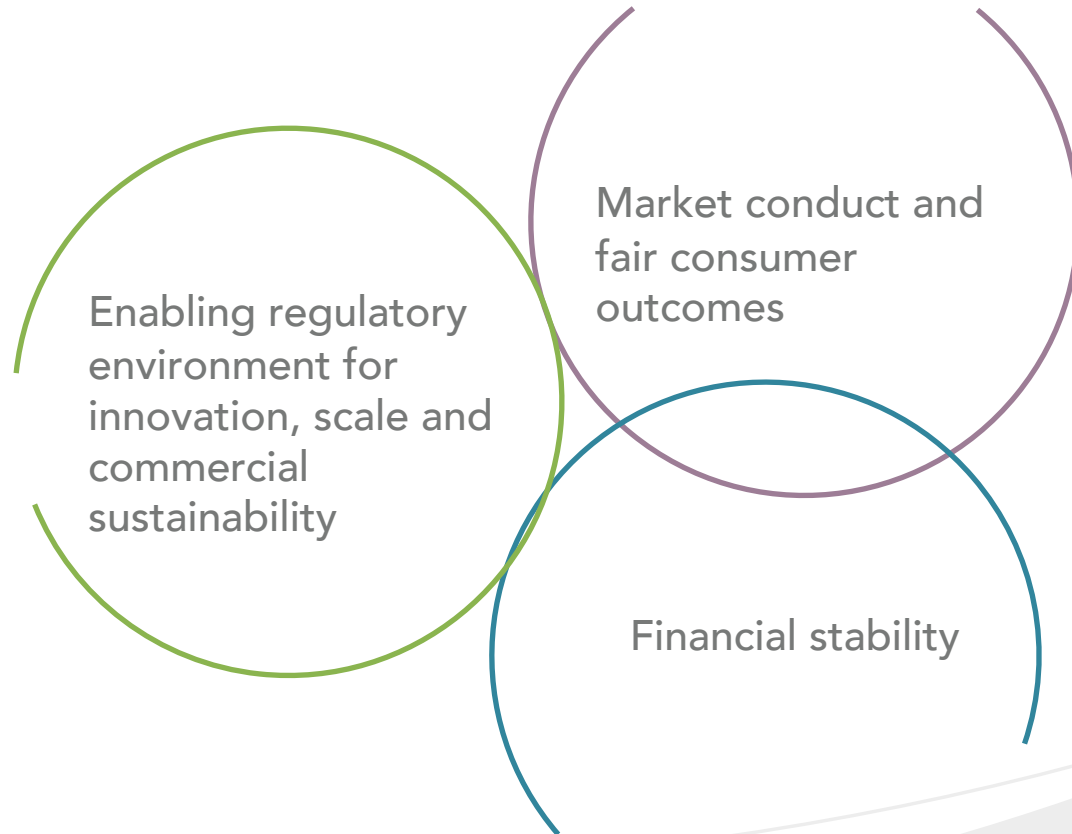 Enabling regulatory
environment for
innovation, scale and
commercial
sustainability
Market conduct and
fair consumer
outcomes
Financial stability